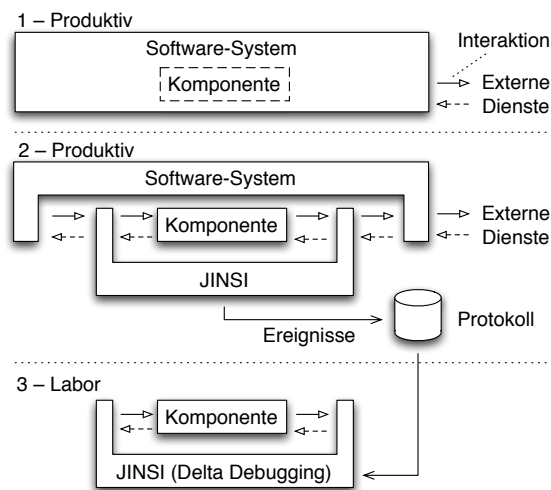 1 – Produktiv
Software-System
Interaktion
Komponente
Externe
Dienste
2 – Produktiv
Software-System
Komponente
Externe
Dienste
JINSI
Ereignisse
Protokoll
3 – Labor
Komponente
JINSI (Delta Debugging)